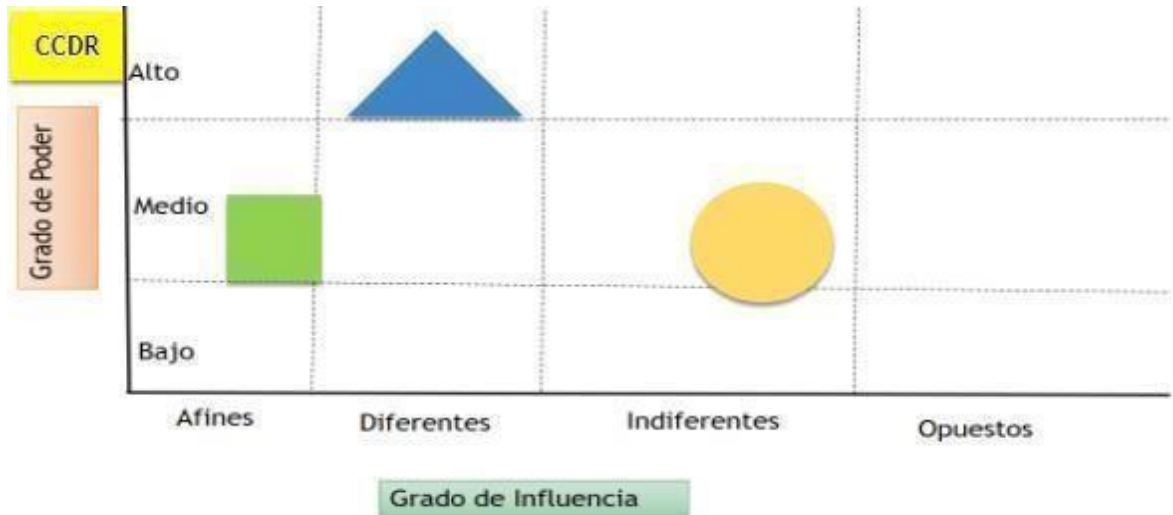 CCDR
Alto
Grado de Poder
Medio
Bajo
Afines
Diferentes
Indiferentes
Opuestos
Grado de Influencia